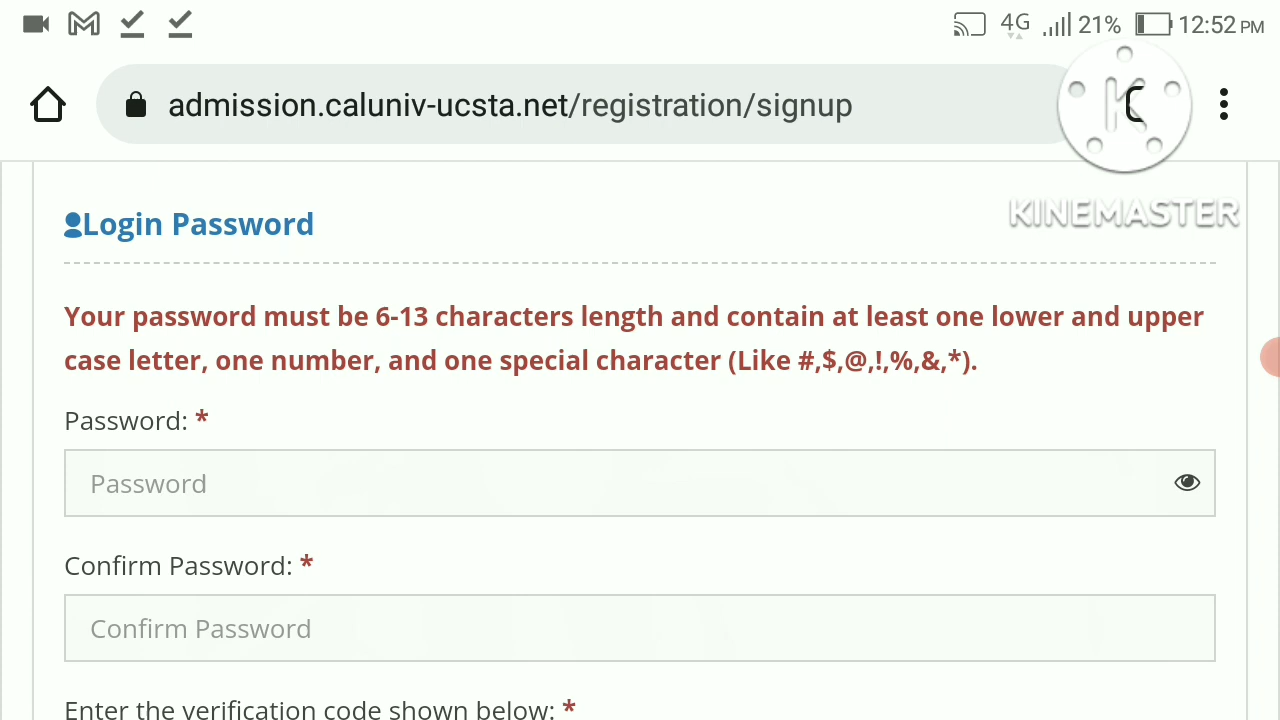 4G 21% 12:52 PM
admission.caluniv-ucsta.net/registration/signup
K
KINEMASTER
Login Password
Your password must be 6-13 characters length and contain at least one lower and upper
case letter, one number, and one special character (Like #,$,@,!,%,&,*).
Password: *
Password
Confirm Password: *
Confirm Password
Enter the verification code shown below: *